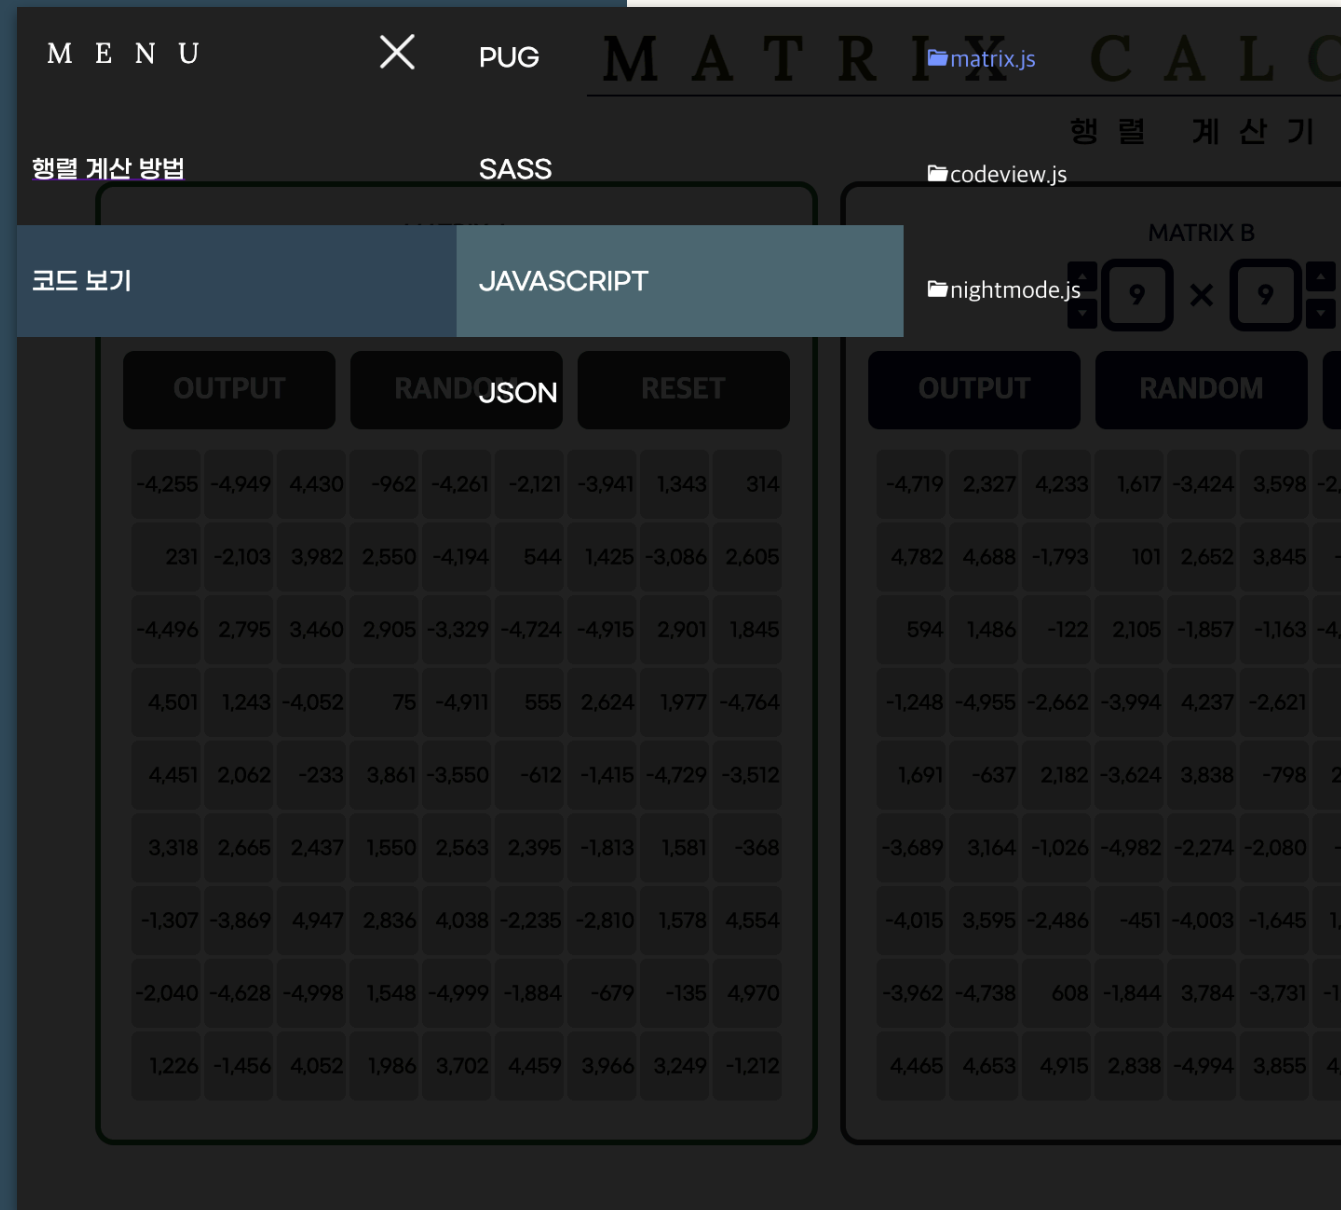 MENU
PUG
MATRIX CALC
matrix.js
행렬 계산기
행렬 계산 방법
SASS
codeview.js
MATRIX B
코드 보기
JAVASCRIPT
nightmode.js
9 × 9
OUTPUT RANDOM RESET
JSON
OUTPUT RANDOM
-4,255 -4,949 4,430 -962 -4,261 -2,121 -3,941 1,343 314
-4,719 2,327 4,233 1,617 -3,424 3,598
231 -2,103 3,982 2,550 -4,194 544 1,425 -3,086 2,605
4,782 4,688 -1,793 101 2,652 3,845
-4,496 2,795 3,460 2,905 -3,329 -4,724 -4,915 2,901 1,845
594 1,486 -122 2,105 -1,857 -1,163
4,501 1,243 -4,052 75 -4,911 555 2,624 1,977 -4,764
-1,248 -4,955 -2,662 -3,994 4,237 -2,621
4,451 2,062 -233 3,861 -3,550 -612 -1,415 -4,729 -3,512
1,691 -637 2,182 -3,624 3,838 -798
3,318 2,665 2,437 1,550 2,563 2,395 -1,813 1,581 -368
-3,689 3,164 -1,026 -4,982 -2,274 -2,080
-1,307 -3,869 4,947 2,836 4,038 -2,235 -2,810 1,578 4,554
-4,015 3,595 -2,486 -451 -4,003 -1,645
-2,040 -4,628 -4,998 1,548 -4,999 -1,884 -679 -135 4,970
-3,962 -4,738 608 -1,844 3,784 -3,731
1,226 -1,456 4,052 1,986 3,702 4,459 3,966 3,249 -1,212
4,465 4,653 4,915 2,838 -4,994 3,855